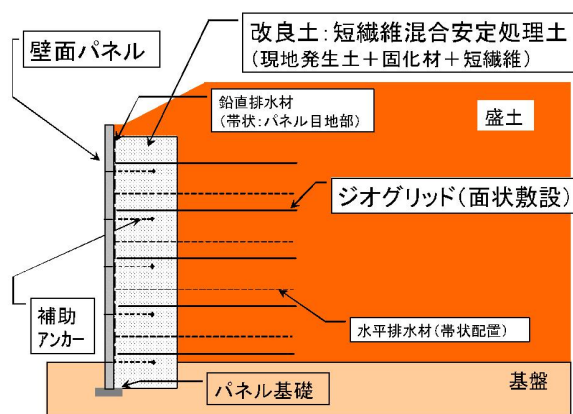 改良土：短繊維混合安定処理土
（現地発生土＋固化材＋短繊維）
壁面パネル
鉛直排水材
（帯状：パネル目地部）
盛土
ジオグリッド（面状敷設）
補助
アンカー
水平排水材（帯状配置）
パネル基礎
基盤